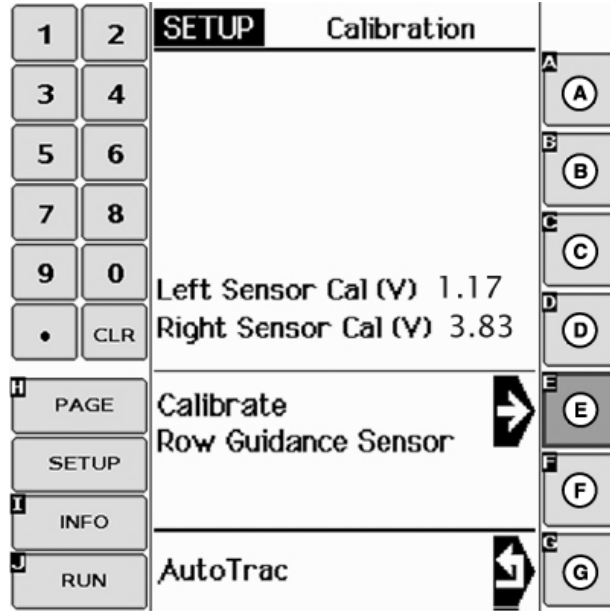 1 2
3 4
5 6
7 8
9 0
. CLR
H PAGE
SETUP
I INFO
J RUN
SETUP Calibration
Left Sensor Cal (V) 1.17
Right Sensor Cal (V) 3.83
Calibrate
Row Guidance Sensor
AutoTrac
A A
B B
C C
D D
E E
F F
G G